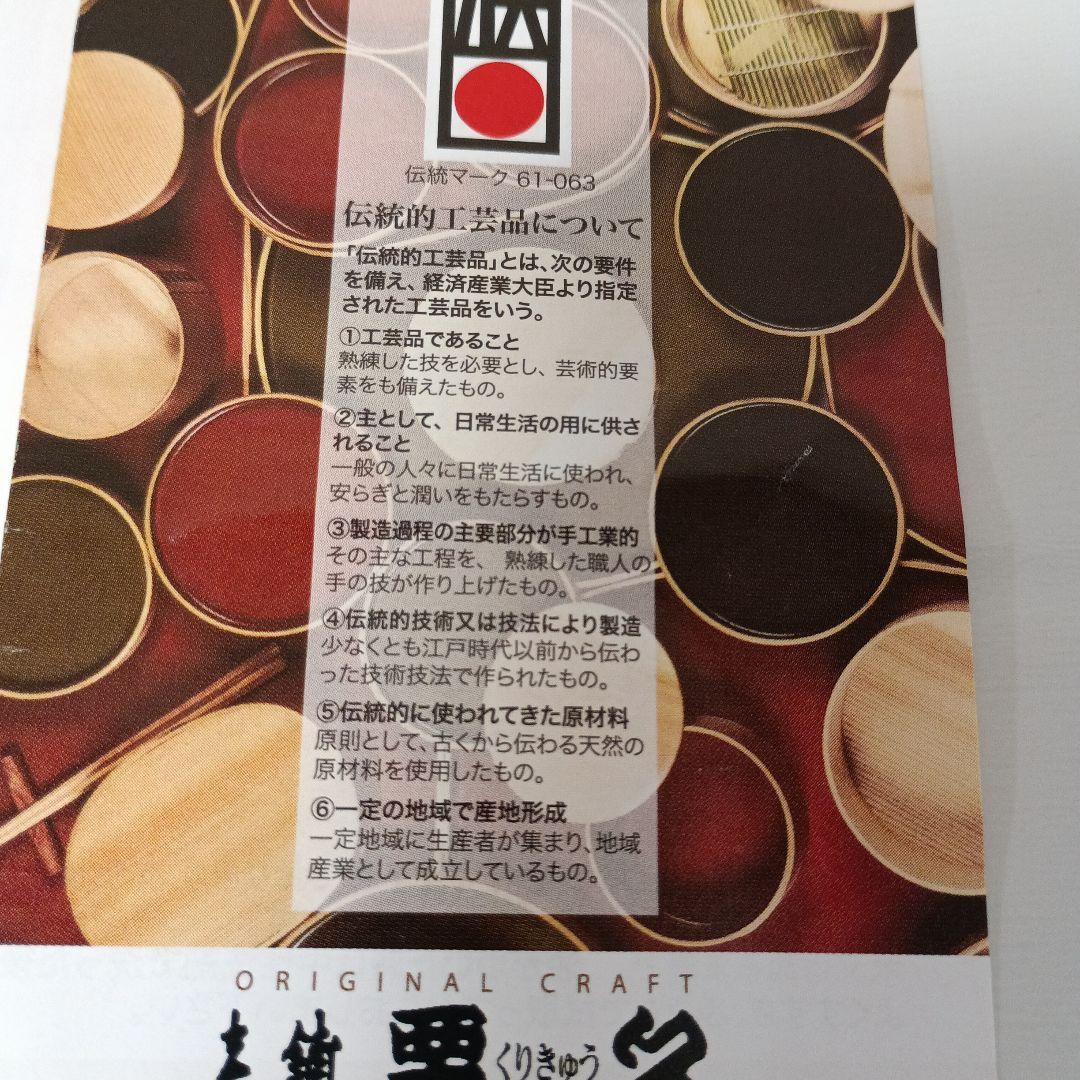 伝統マーク 61-063
伝統的工芸品について
「伝統的工芸品」とは、次の要件
を備え、経済産業大臣より指定
された工芸品をいう。
①工芸品であること
熟練した技を必要とし、芸術的要
素をも備えたもの。
②主として、日常生活の用に供さ
れること
一般の人々に日常生活に使われ、
安らぎと潤いをもたらすもの。
③製造過程の主要部分が手工業的
その主な工程を、 熟練した職人の
手の技が作り上げたもの。
④伝統的技術又は技法により製造
少なくとも江戸時代以前から伝わ
った技術技法で作られたもの。
⑤伝統的に使われてきた原材料
原則として、古くから伝わる天然の
原材料を使用したもの。
⑥一定の地域で産地形成
一定地域に生産者が集まり、地域
産業として成立しているもの。
ORIGINAL CRAFT
くりきゅう